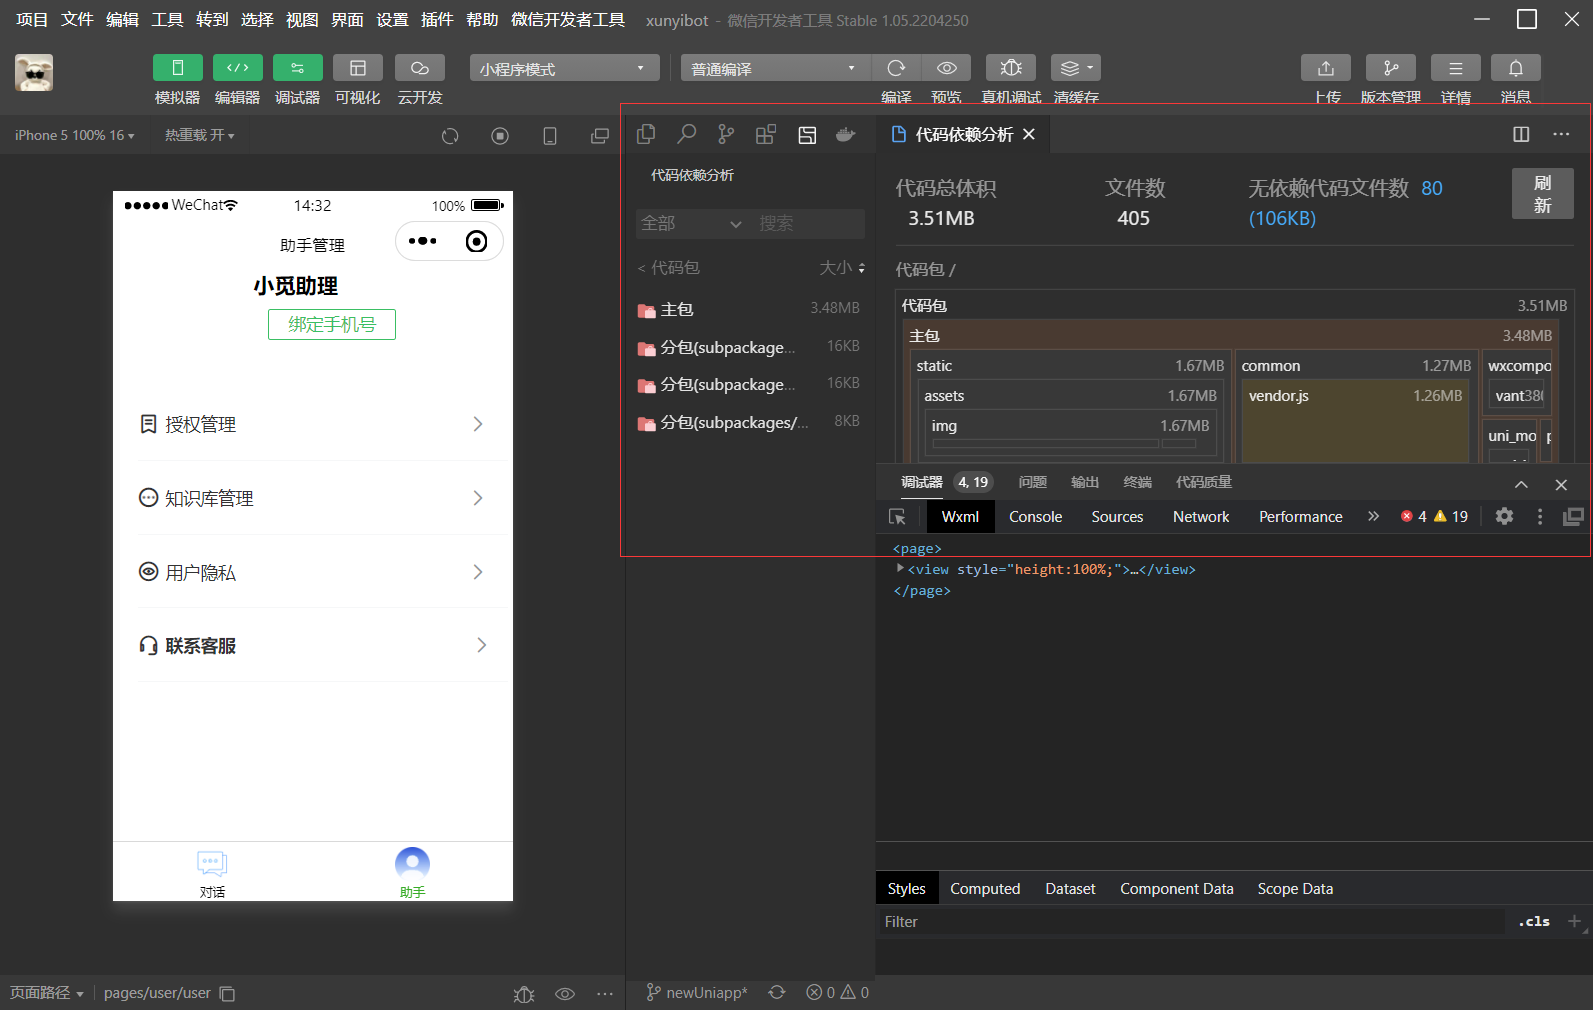 项目 文件 编辑 工具 转到 选择 视图 界面 设置 插件 帮助 微信开发者工具 xunyibot - 微信开发者工具 Stable 1.05.2204250
小程序模式 普通编译
模拟器 编辑器 调试器 可视化 云开发 编译 预览 真机调试 清缓存 上传 版本管理 详情 消息
iPhone 5 100% 16 热重载 开
WeChat 14:32 100%
助手管理
小觅助理
绑定手机号
授权管理
知识库管理
用户隐私
联系客服
对话 助手
页面路径 pages/user/user
代码依赖分析
全部 搜索
< 代码包 大小
主包 3.48MB
分包(subpackage... 16KB
分包(subpackage... 16KB
分包(subpackages/... 8KB
newUniapp* 0 0
代码依赖分析
代码总体积 文件数 无依赖代码文件数 80 刷新
3.51MB 405 (106KB)
代码包 /
代码包 3.51MB
主包 3.48MB
static 1.67MB common 1.27MB wxcompo
assets 1.67MB vendor.js 1.26MB vant38
img 1.67MB uni_mo p
调试器 4, 19 问题 输出 终端 代码质量
Wxml Console Sources Network Performance 4 19
<page>
<view style="height:100%;">…</view>
</page>
Styles Computed Dataset Component Data Scope Data
Filter .cls